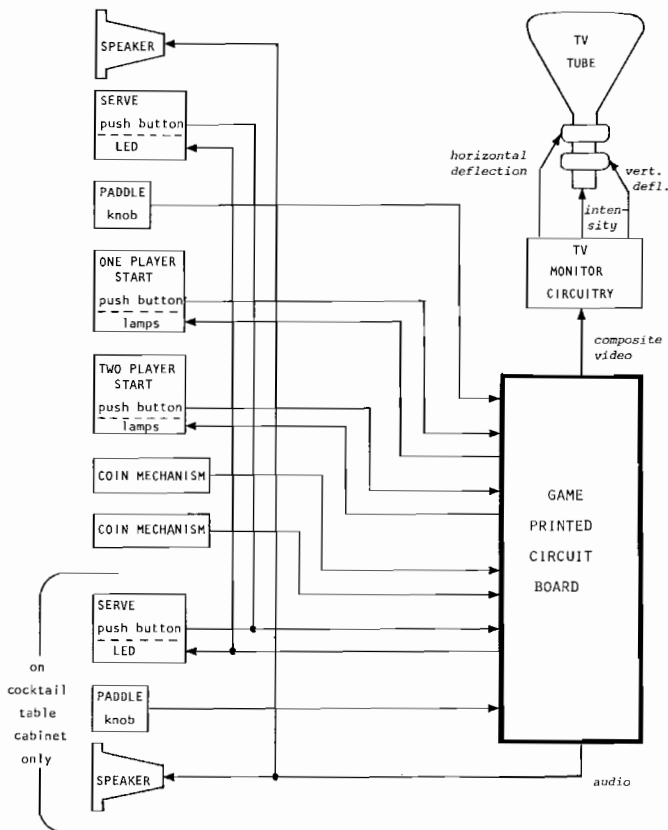 SPEAKER
SERVE
push button
LED
PADDLE
knob
ONE PLAYER
START
push button
lamps
TWO PLAYER
START
push button
lamps
COIN MECHANISM
COIN MECHANISM
on
cocktail
table
cabinet
only
SERVE
push button
LED
PADDLE
knob
SPEAKER
TV
TUBE
horizontal
deflection
vert.
defl.
inten-
sity
TV
MONITOR
CIRCUITRY
composite
video
GAME
PRINTED
CIRCUIT
BOARD
audio